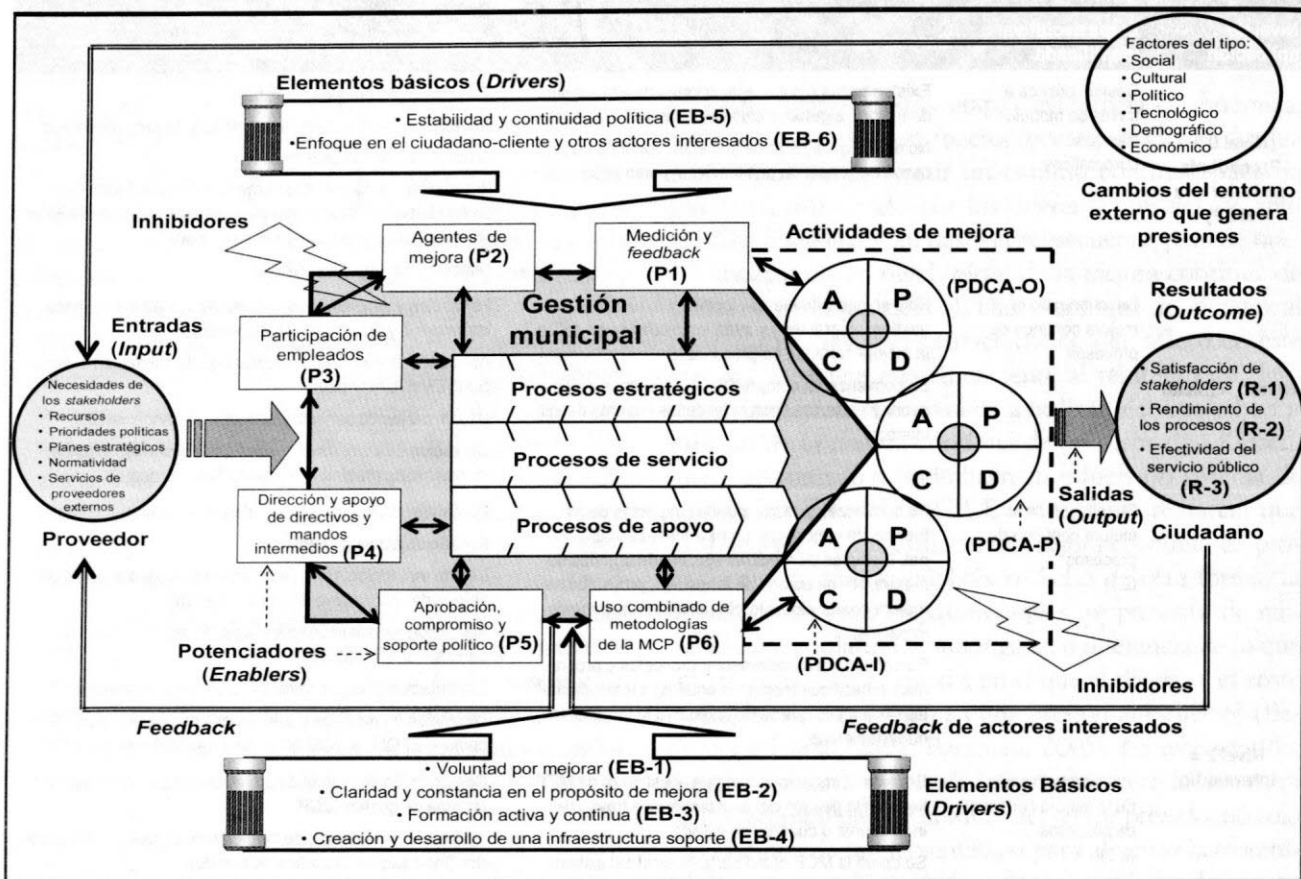 Factores del tipo:
• Social
• Cultural
• Político
• Tecnológico
• Demográfico
• Económico
Cambios del entorno
externo que genera
presiones
Elementos básicos (Drivers)
• Estabilidad y continuidad política (EB-5)
•Enfoque en el ciudadano-cliente y otros actores interesados (EB-6)
Inhibidores
Agentes de
mejora (P2)
Medición y
feedback
(P1)
Actividades de mejora
(PDCA-O)
A P
C D
Gestión
municipal
Entradas
(Input)
Participación de
empleados
(P3)
Resultados
(Outcome)
Necesidades de
los stakeholders
• Recursos
• Prioridades políticas
• Planes estratégicos
• Normatividad
• Servicios de
proveedores
externos
Proveedor
Procesos estratégicos
Procesos de servicio
Procesos de apoyo
A P
C D
• Satisfacción de
stakeholders (R-1)
• Rendimiento de
los procesos
(R-2)
• Efectividad del
servicio público
(R-3)
Ciudadano
Salidas
(Output)
(PDCA-P)
Dirección y apoyo
de directivos y
mandos
intermedios (P4)
A P
C D
(PDCA-I)
Aprobación,
compromiso y
soporte político (P5)
Uso combinado de
metodologías
de la MCP (P6)
Potenciadores
(Enablers)
Inhibidores
Feedback
Feedback de actores interesados
• Voluntad por mejorar (EB-1)
• Claridad y constancia en el propósito de mejorar (EB-2)
• Formación activa y continua (EB-3)
• Creación y desarrollo de una infraestructura soporte (EB-4)
Elementos Básicos
(Drivers)